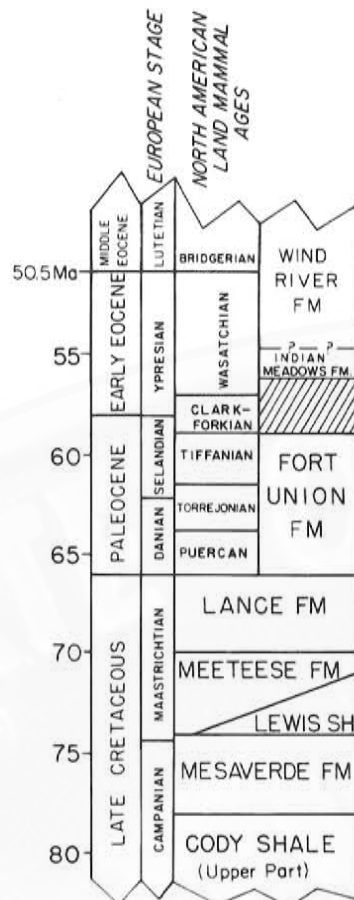 EUROPEAN STAGE
NORTH AMERICAN
LAND MAMMAL
AGES
MIDDLE
EOCENE
LUTETIAN
BRIDGERIAN
WIND
RIVER
FM
50.5Ma
EARLY EOCENE
YPRESIAN
WASATCHIAN
? ?
INDIAN
MEADOWS FM.
55
CLARK-
FORKIAN
60
PALEOCENE
SELANDIAN
TIFFANIAN
FORT
UNION
FM
DANIAN
TORREJONIAN
65
PUERCAN
LATE CRETACEOUS
MAASTRICHTIAN
LANCE FM
70
MEETEESE FM
LEWIS SH
75
CAMPANIAN
MESAVERDE FM
80
CODY SHALE
(Upper Part)